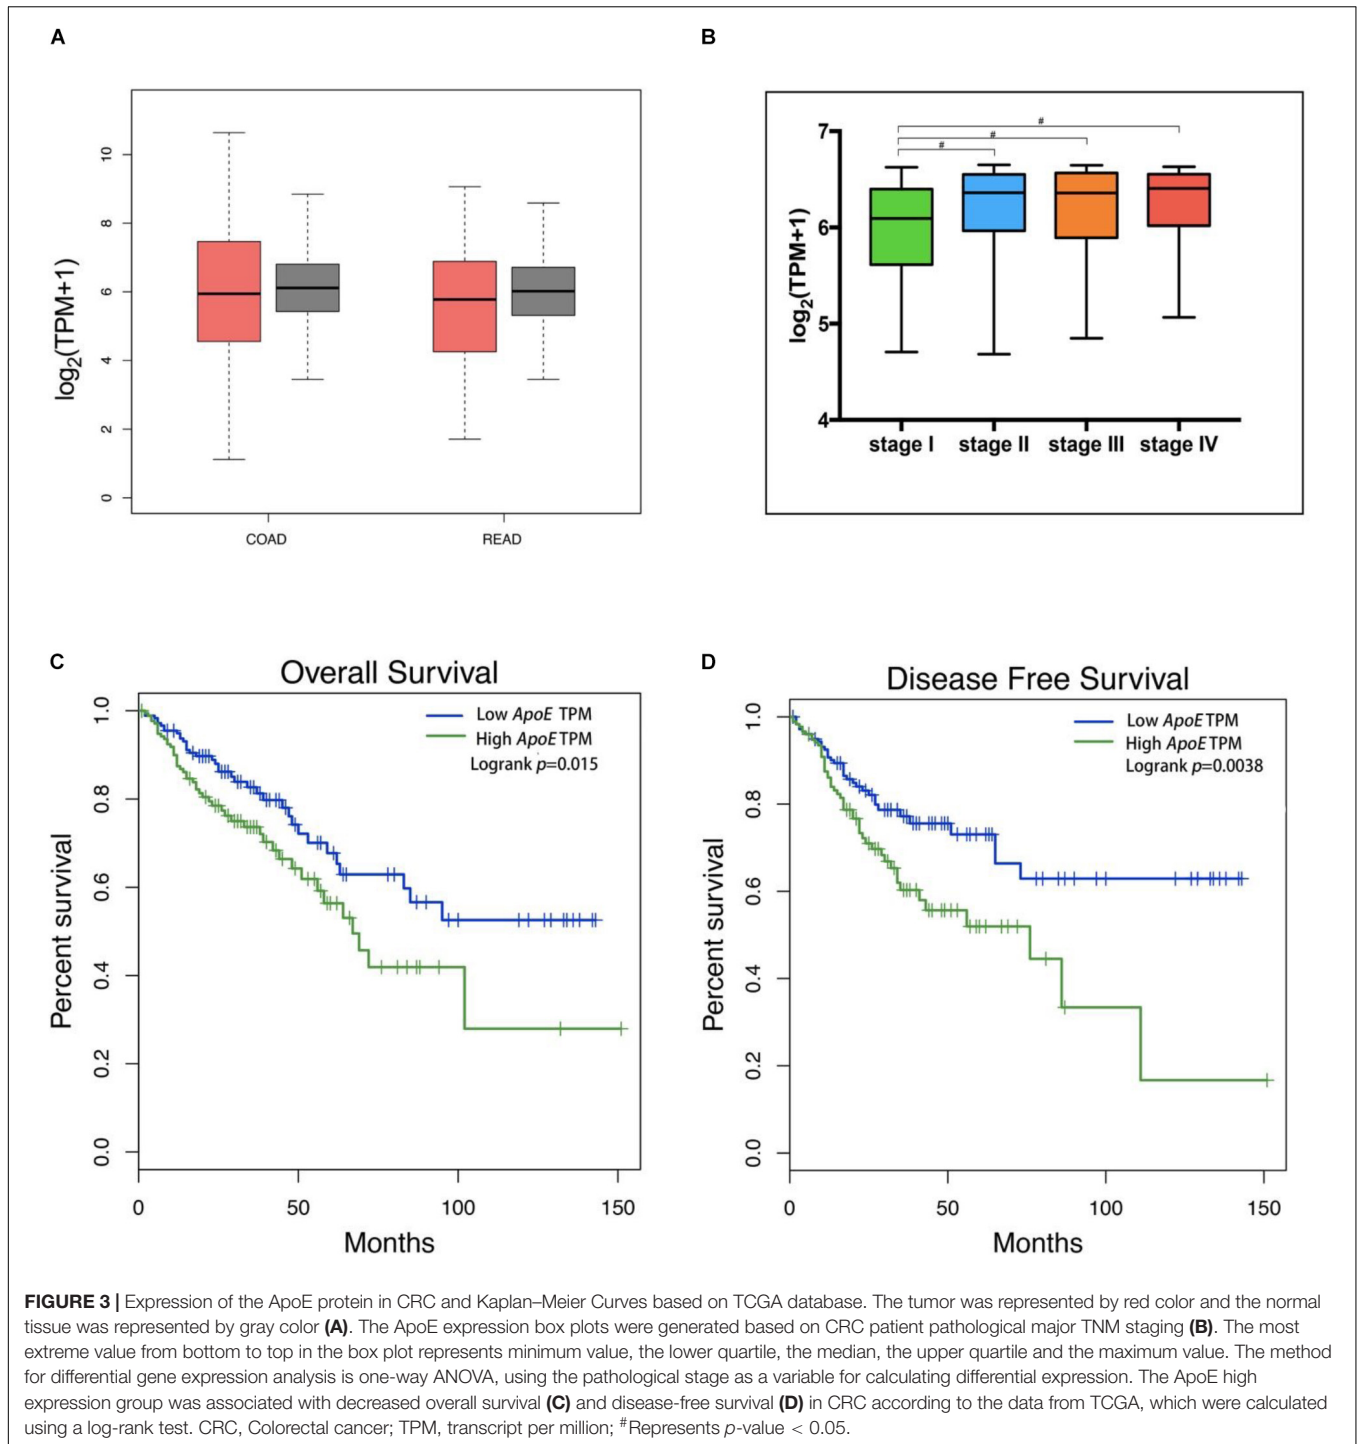 A
log2(TPM+1)
10
8
6
4
2
0
COAD
READ
B
log2(TPM+1)
7
6
5
4
#
#
#
stage I
stage II
stage III
stage IV
C
Overall Survival
Low ApoE TPM
High ApoE TPM
Logrank p=0.015
Percent survival
1.0
0.8
0.6
0.4
0.2
0.0
0
50
100
150
Months
D
Disease Free Survival
Low ApoE TPM
High ApoE TPM
Logrank p=0.0038
Percent survival
1.0
0.8
0.6
0.4
0.2
0.0
0
50
100
150
Months
FIGURE 3 | Expression of the ApoE protein in CRC and Kaplan–Meier Curves based on TCGA database. The tumor was represented by red color and the normal
tissue was represented by gray color (A). The ApoE expression box plots were generated based on CRC patient pathological major TNM staging (B). The most
extreme value from bottom to top in the box plot represents minimum value, the lower quartile, the median, the upper quartile and the maximum value. The method
for differential gene expression analysis is one-way ANOVA, using the pathological stage as a variable for calculating differential expression. The ApoE high
expression group was associated with decreased overall survival (C) and disease-free survival (D) in CRC according to the data from TCGA, which were calculated
using a log-rank test. CRC, Colorectal cancer; TPM, transcript per million; #Represents p-value < 0.05.